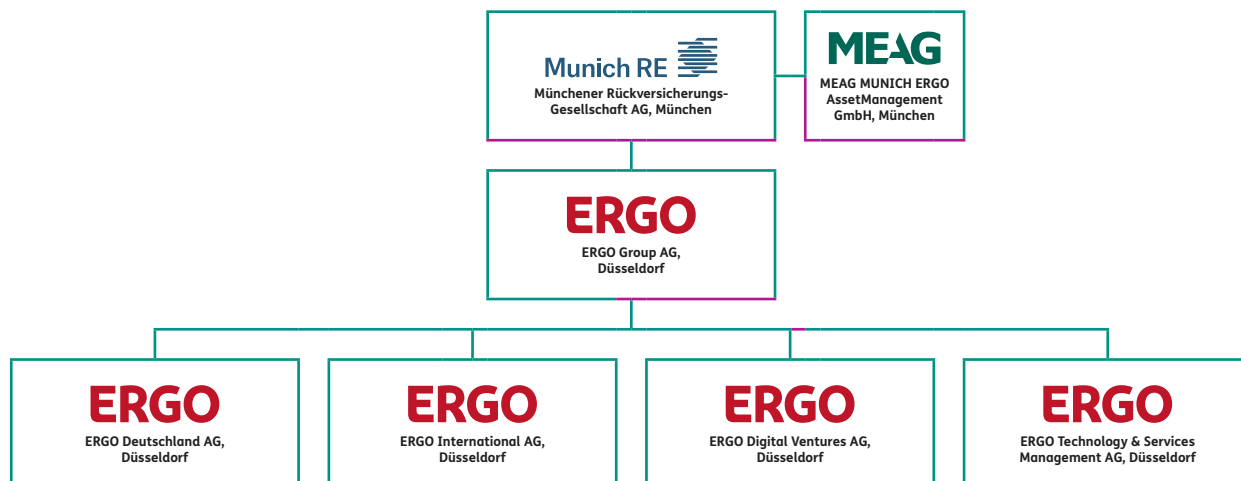 Munich RE
Münchener Rückversicherungs-
Gesellschaft AG, München
MEAG
MEAG MUNICH ERGO
AssetManagement
GmbH, München
ERGO
ERGO Group AG,
Düsseldorf
ERGO
ERGO Deutschland AG,
Düsseldorf
ERGO
ERGO International AG,
Düsseldorf
ERGO
ERGO Digital Ventures AG,
Düsseldorf
ERGO
ERGO Technology & Services
Management AG, Düsseldorf